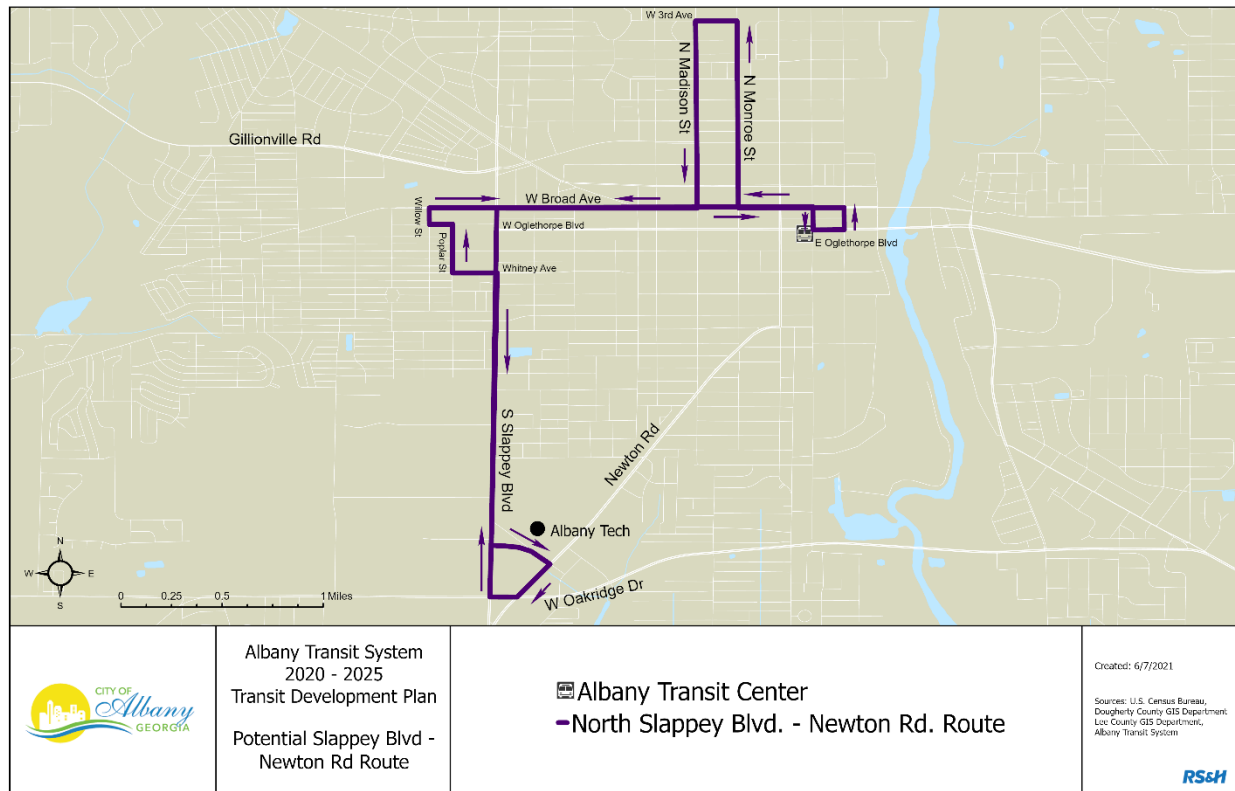 W 3rd Ave
N Madison St
N Monroe St
Gillionville Rd
W Broad Ave
Willow St
W Oglethorpe Blvd
E Oglethorpe Blvd
Poplar St
Whitney Ave
S Slappey Blvd
Newton Rd
Albany Tech
W Oakridge Dr
N
W E
S
0 0.25 0.5 1 Miles
CITY OF
Albany
GEORGIA
Albany Transit System
2020 - 2025
Transit Development Plan
Potential Slappey Blvd -
Newton Rd Route
Albany Transit Center
North Slappey Blvd. - Newton Rd. Route
Created: 6/7/2021
Sources: U.S. Census Bureau,
Dougherty County GIS Department
Lee County GIS Department,
Albany Transit System
RS&H